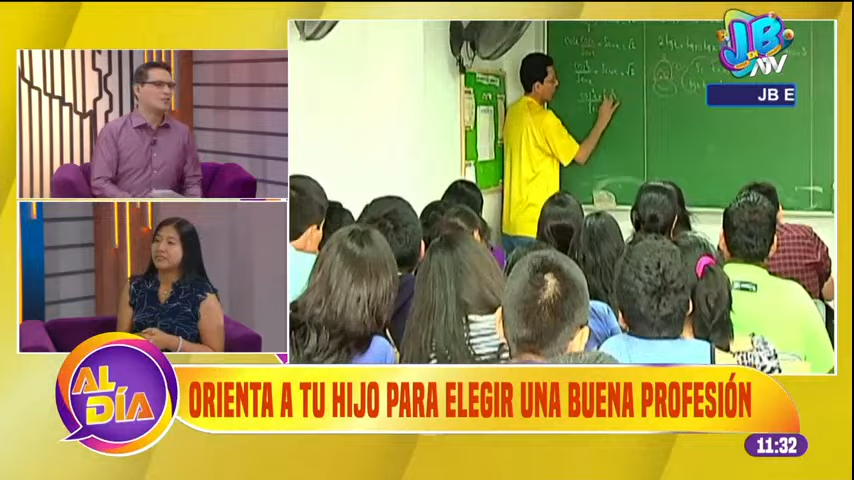 JB
ATV
JB E
AL
DÍA
ORIENTA A TU HIJO PARA ELEGIR UNA BUENA PROFESIÓN
11:32